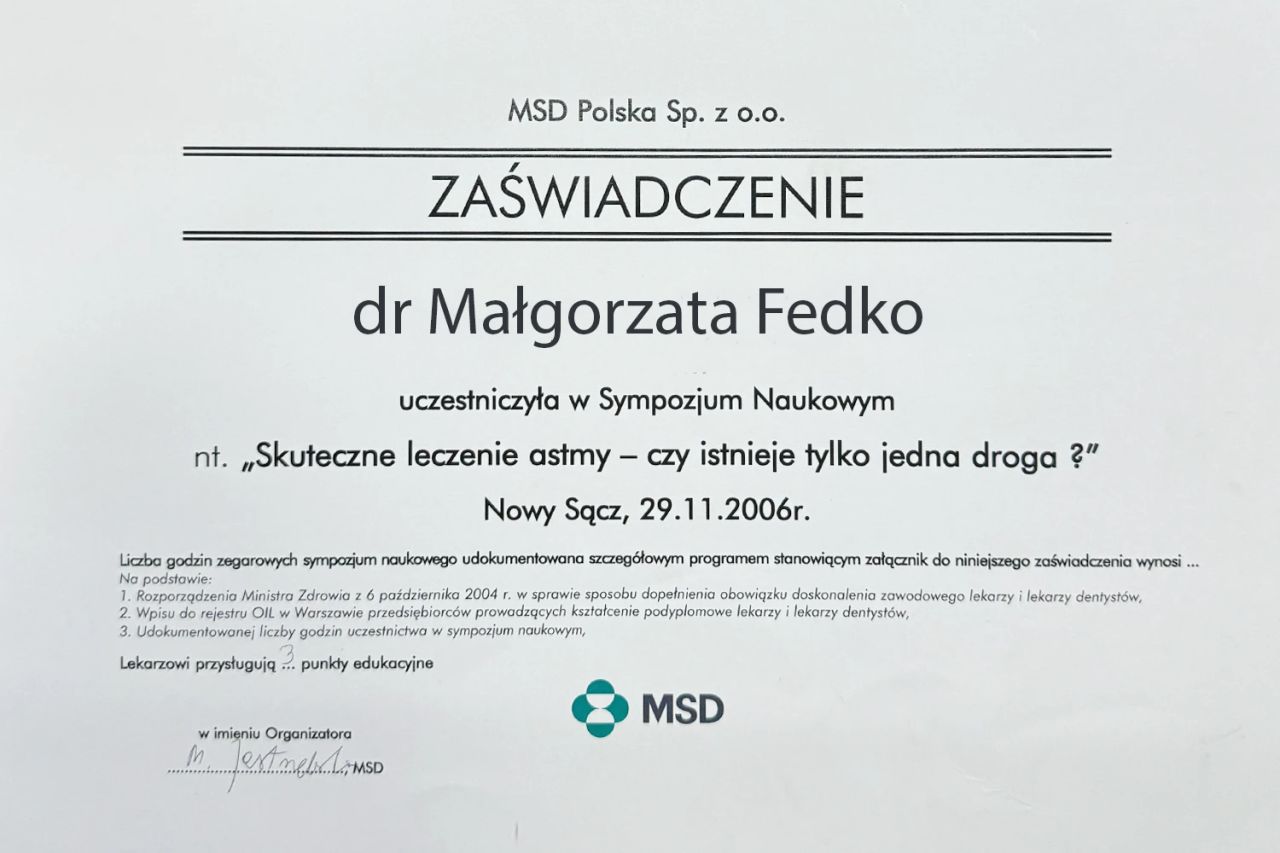 MSD Polska Sp. z o.o.
ZAŚWIADCZENIE
dr Małgorzata Fedko
uczestniczyła w Sympozjum Naukowym
nt. „Skuteczne leczenie astmy – czy istnieje tylko jedna droga ?”
Nowy Sącz, 29.11.2006r.
Liczba godzin zegarowych sympozjum naukowego udokumentowana szczegółowym programem stanowiącym załącznik do niniejszego zaświadczenia wynosi ...
Na podstawie:
1. Rozporządzenia Ministra Zdrowia z 6 października 2004 r. w sprawie sposobu dopełnienia obowiązku doskonalenia zawodowego lekarzy i lekarzy dentystów,
2. Wpisu do rejestru OIL w Warszawie przedsiębiorców prowadzących kształcenie podyplomowe lekarzy i lekarzy dentystów,
3. Udokumentowanej liczby godzin uczestnictwa w sympozjum naukowym,
Lekarzowi przysługują 3 ... punkty edukacyjne
MSD
w imieniu Organizatora
M. , MSD